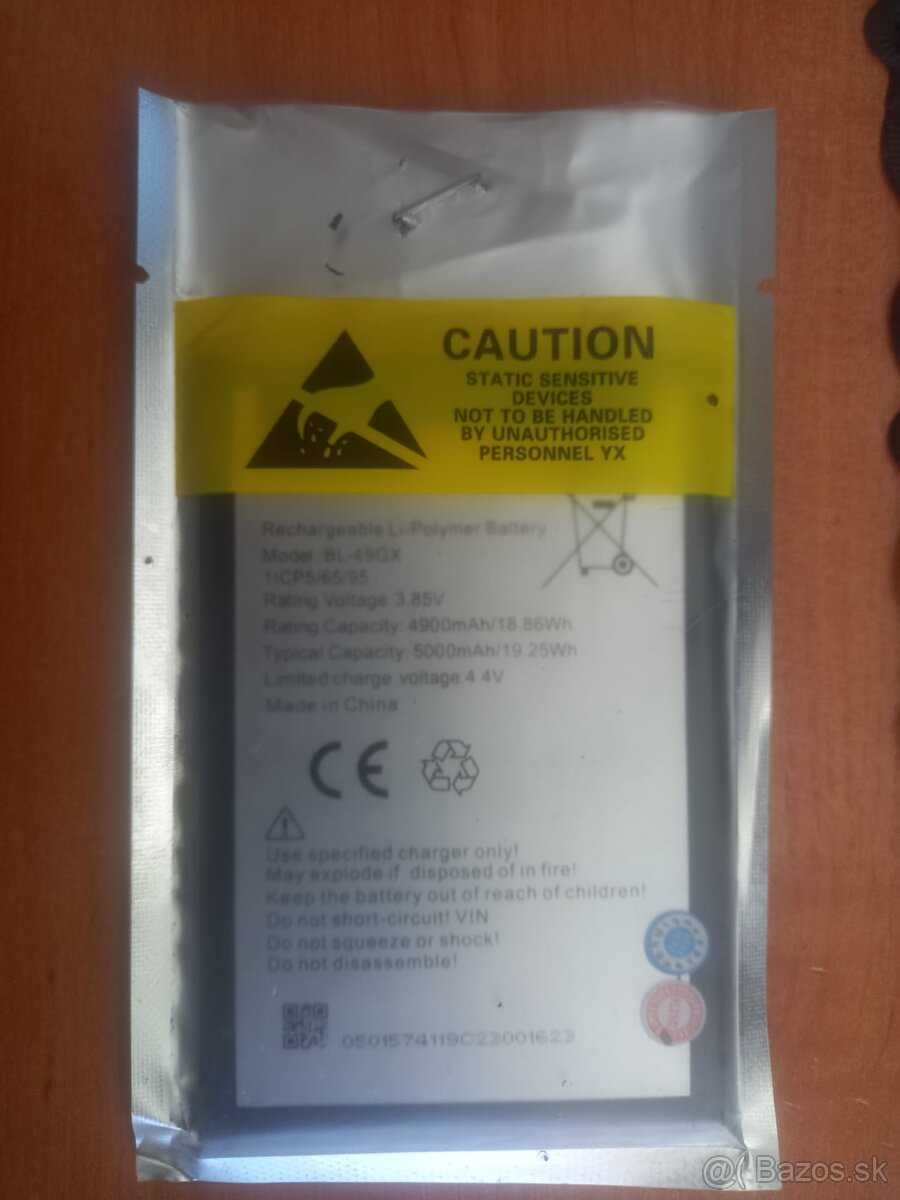 CAUTION
STATIC SENSITIVE
DEVICES
NOT TO BE HANDLED
BY UNAUTHORISED
PERSONNEL YX
Rechargeable Li-Polymer Battery
Model: BL-49GX
1ICP5/65/95
Rating Voltage:3.85V
Rating Capacity: 4900mAh/18.86Wh
Typical Capacity: 5000mAh/19.25Wh
Limited charge voltage:4.4V
Made in China
CE
Use specified charger only!
May explode if disposed of in fire!
Keep the battery out of reach of children!
Do not short-circuit! VIN
Do not squeeze or shock!
Do not disassemble!
0501574119C23001623
@( Bazos.sk